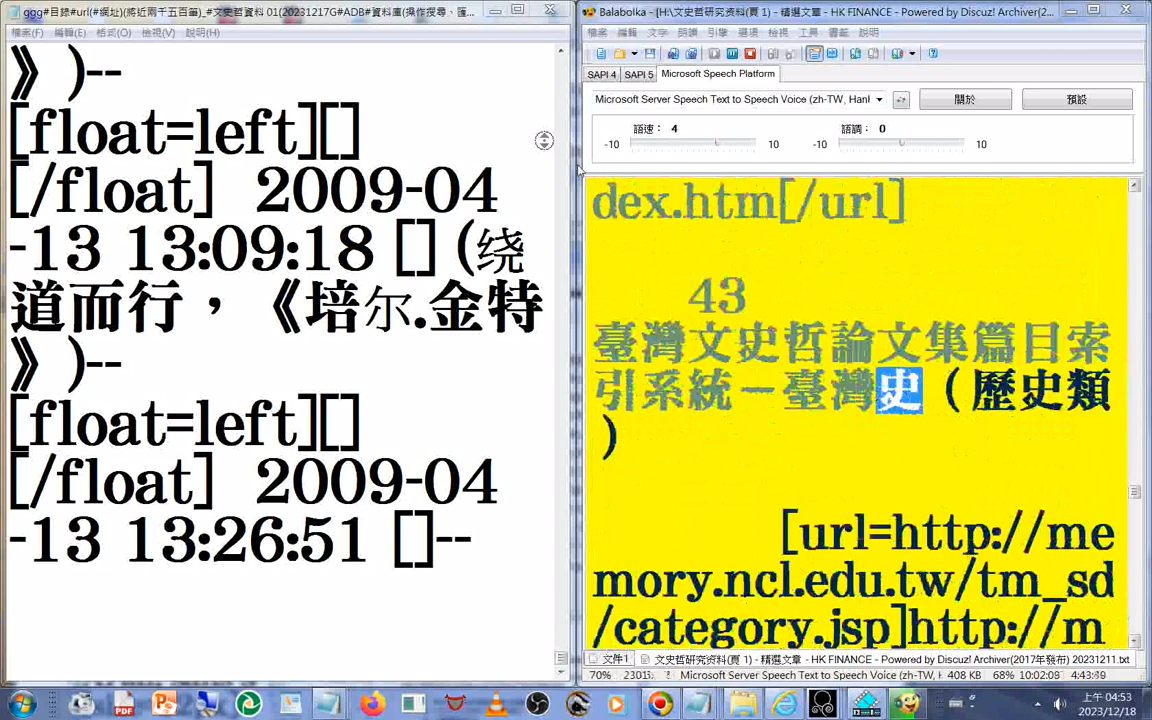 ggg#目錄#url(#網址)(將近兩千五百筆)_#文史哲資料 01(20231217G#ADB#資料庫(操作搜尋、匯...
檔案(F) 編輯(E) 格式(O) 檢視(V) 說明(H)
》)--
[float=left][]
[/float] 2009-04
-13 13:09:18 [] (绕
道而行，《培尔.金特
》)--
[float=left][]
[/float] 2009-04
-13 13:26:51 []--
Balabolka - [H:\文史哲研究资料(頁 1) - 精選文章 - HK FINANCE - Powered by Discuz! Archiver(2...
檔案 編輯 文字 朗讀 引擎 選項 檢視 工具 書籤 說明
SAPI 4 SAPI 5 Microsoft Speech Platform
Microsoft Server Speech Text to Speech Voice (zh-TW, Hanl
關於
預設
語速： 4 語調： 0
-10 10 -10 10
dex.htm[/url]
43
臺灣文史哲論文集篇目索
引系統－臺灣史（歷史類
）
[url=http://me
mory.ncl.edu.tw/tm_sd
/category.jsp]http://m
文件1 文史哲研究资料(頁 1) - 精選文章 - HK FINANCE - Powered by Discuz! Archiver(2017年發布) 20231211.txt
70% Microsoft Server Speech Text to Speech Voice (zh-TW, H 408 KB 68%
上午 04:53
2023/12/18